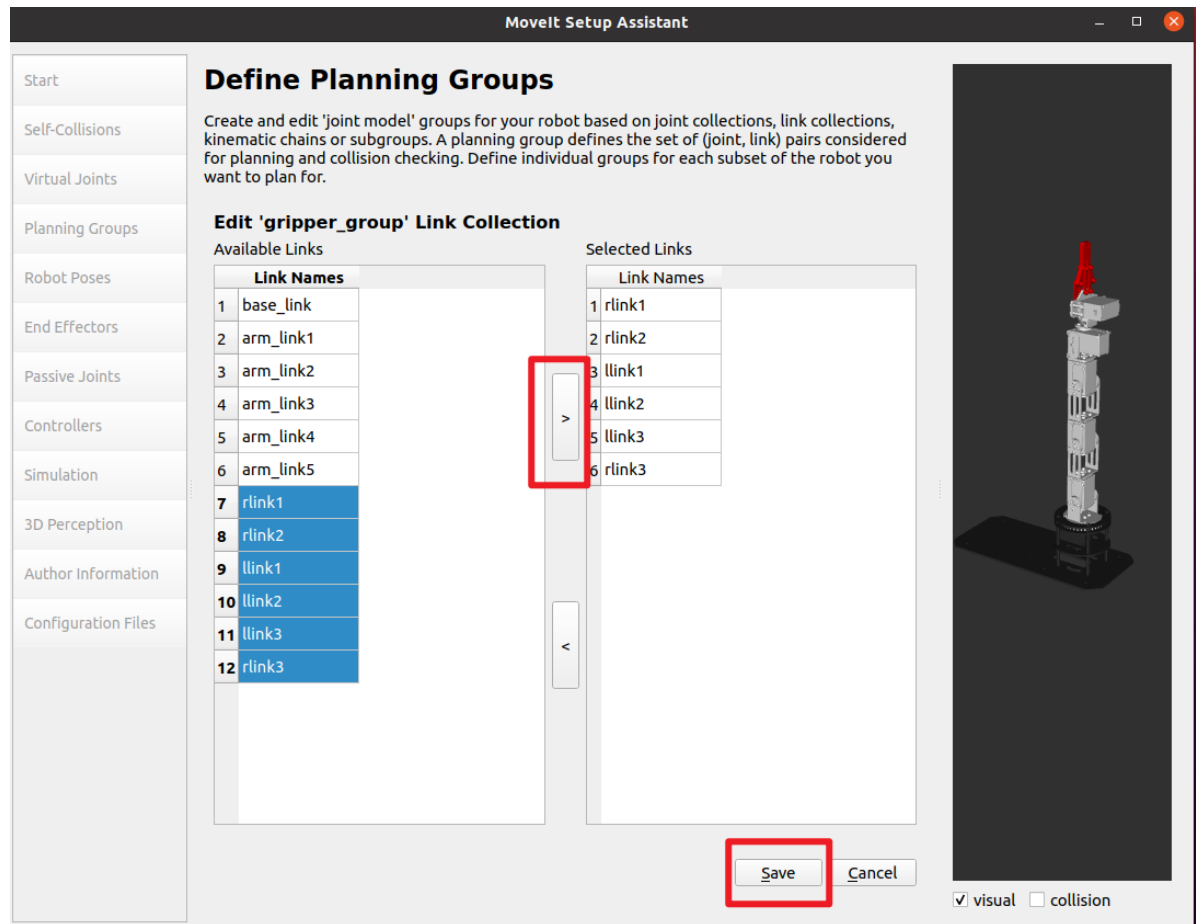 MoveIt Setup Assistant
Start
Self-Collisions
Virtual Joints
Planning Groups
Robot Poses
End Effectors
Passive Joints
Controllers
Simulation
3D Perception
Author Information
Configuration Files
Define Planning Groups
Create and edit 'joint model' groups for your robot based on joint collections, link collections,
kinematic chains or subgroups. A planning group defines the set of (joint, link) pairs considered
for planning and collision checking. Define individual groups for each subset of the robot you
want to plan for.
Edit 'gripper_group' Link Collection
Available Links
Link Names
1 base_link
2 arm_link1
3 arm_link2
4 arm_link3
5 arm_link4
6 arm_link5
7 rlink1
8 rlink2
9 llink1
10 llink2
11 llink3
12 rlink3
>
<
Selected Links
Link Names
1 rlink1
2 rlink2
3 llink1
4 llink2
5 llink3
6 rlink3
Save
Cancel
visual
collision